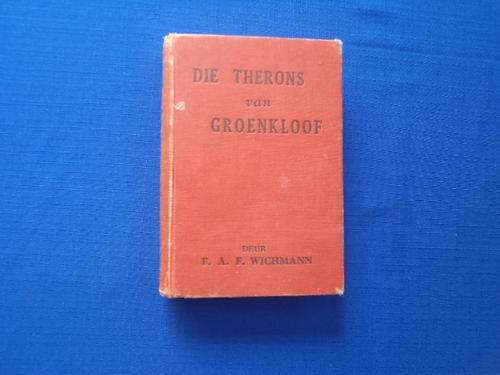 DIE THERONS
van
GROENKLOOF
DEUR
F. A. F. WICHMANN